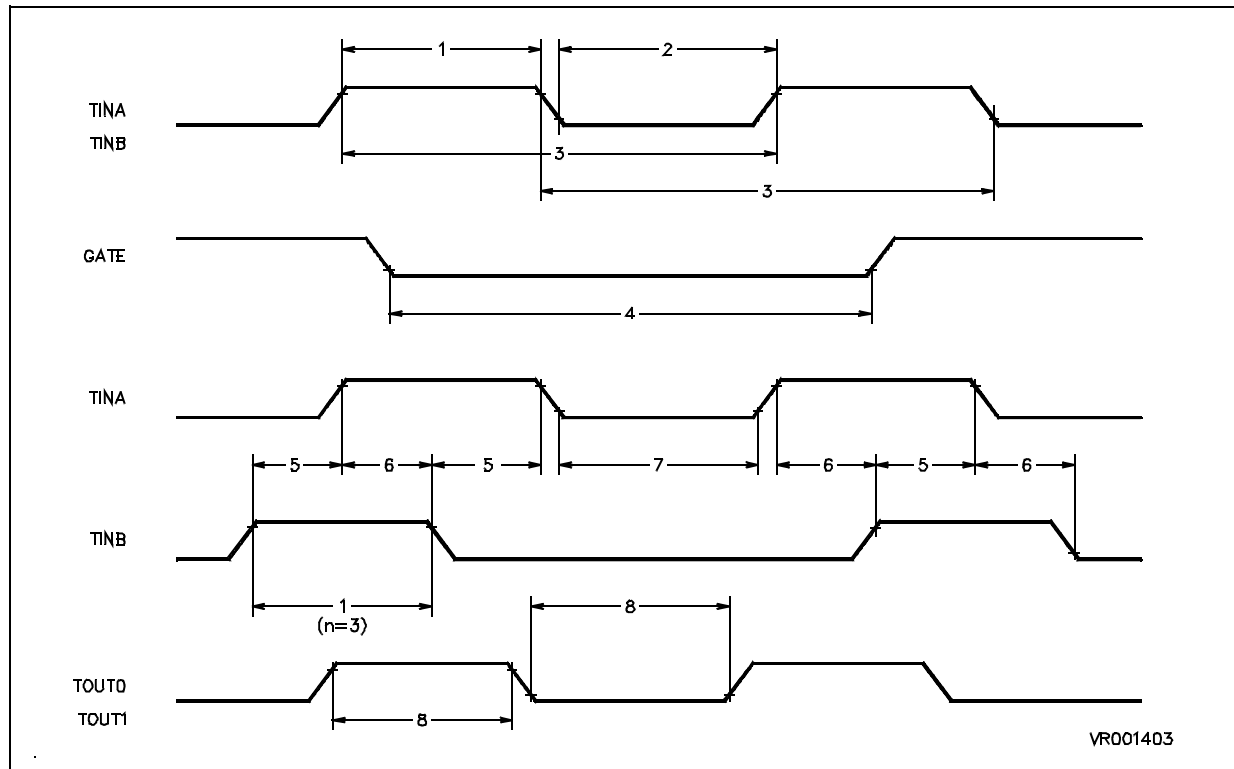 1 2
TINA
TINB
3
3
GATE
4
TINA
5 6 5 7 6 5 6
TINB
1 8
(n=3)
TOUT0
TOUT1
8
VR001403